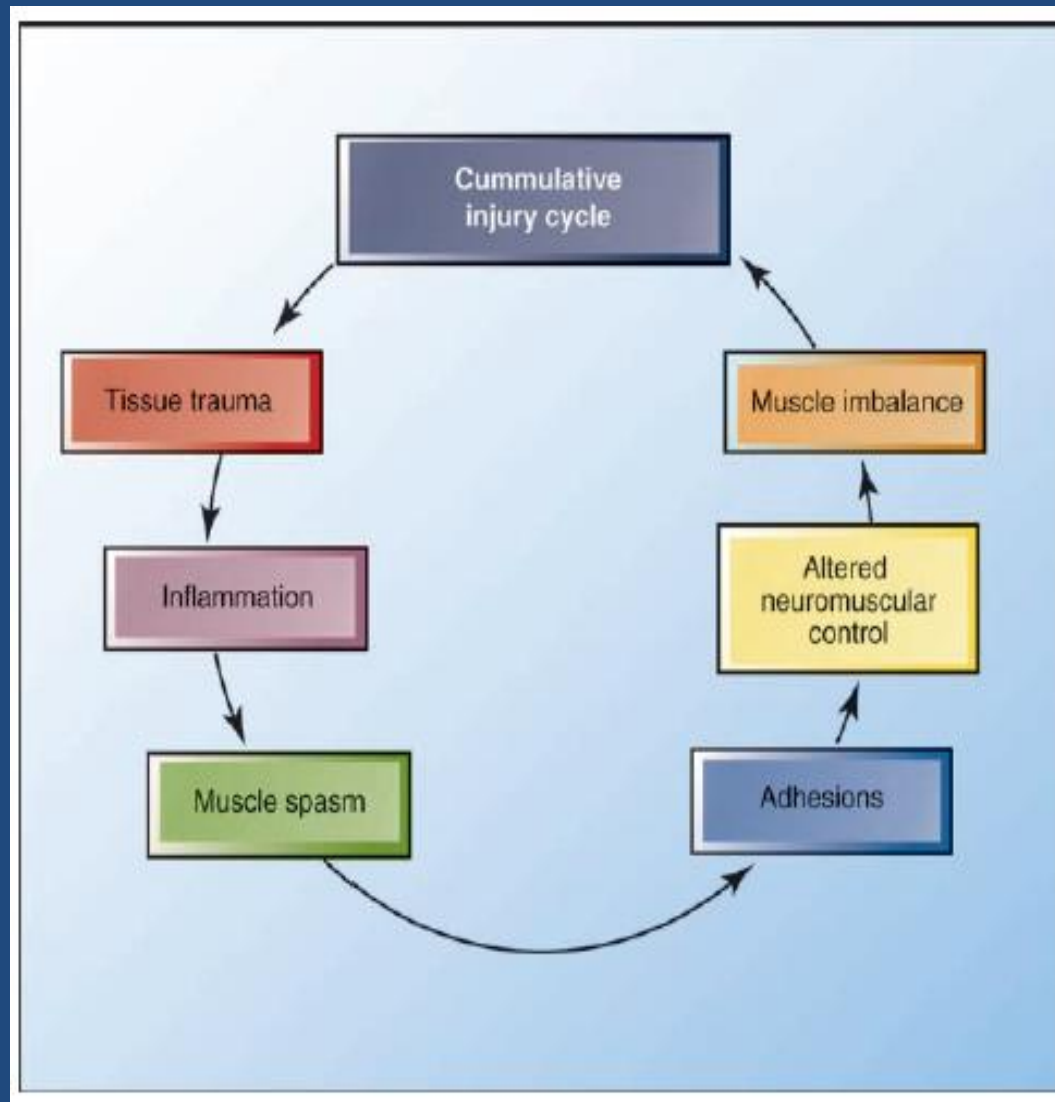 Cummulative
injury cycle
Tissue trauma
Inflammation
Muscle spasm
Adhesions
Altered
neuromuscular
control
Muscle imbalance